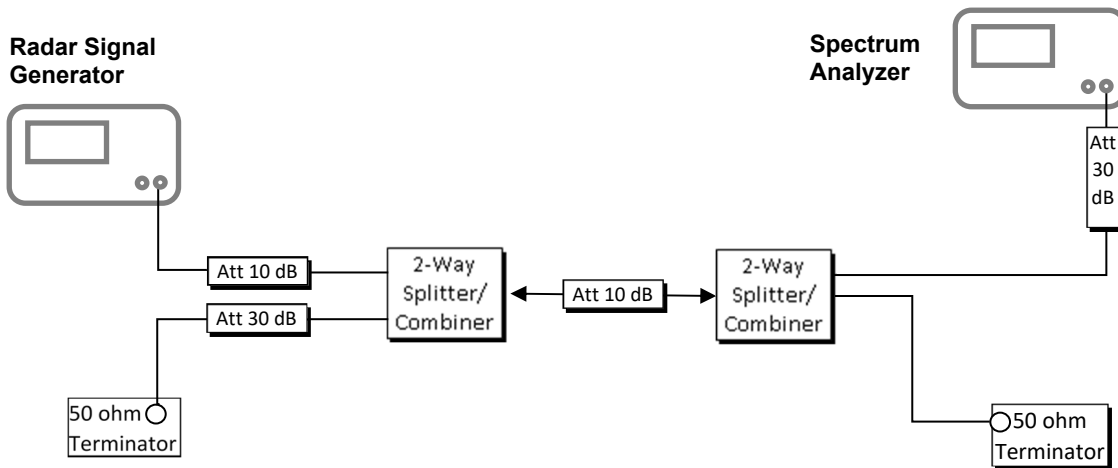 Radar Signal
Generator
Spectrum
Analyzer
Att
30
dB
Att 10 dB
2-Way
Splitter/
Combiner
Att 10 dB
2-Way
Splitter/
Combiner
Att 30 dB
50 ohm
Terminator
50 ohm
Terminator